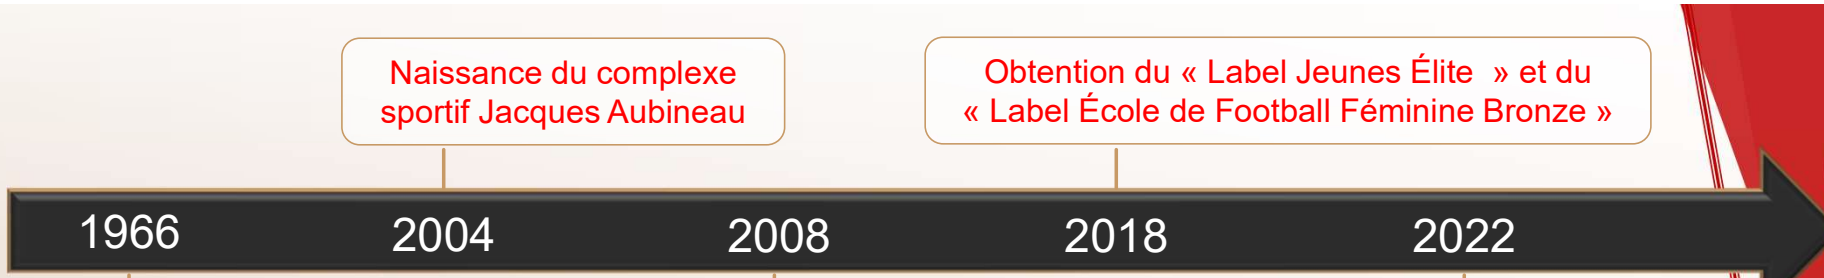 Naissance du complexe
sportif Jacques Aubineau
Obtention du « Label Jeunes Élite  » et du
« Label École de Football Féminine Bronze »
1966
2004
2008
2018
2022